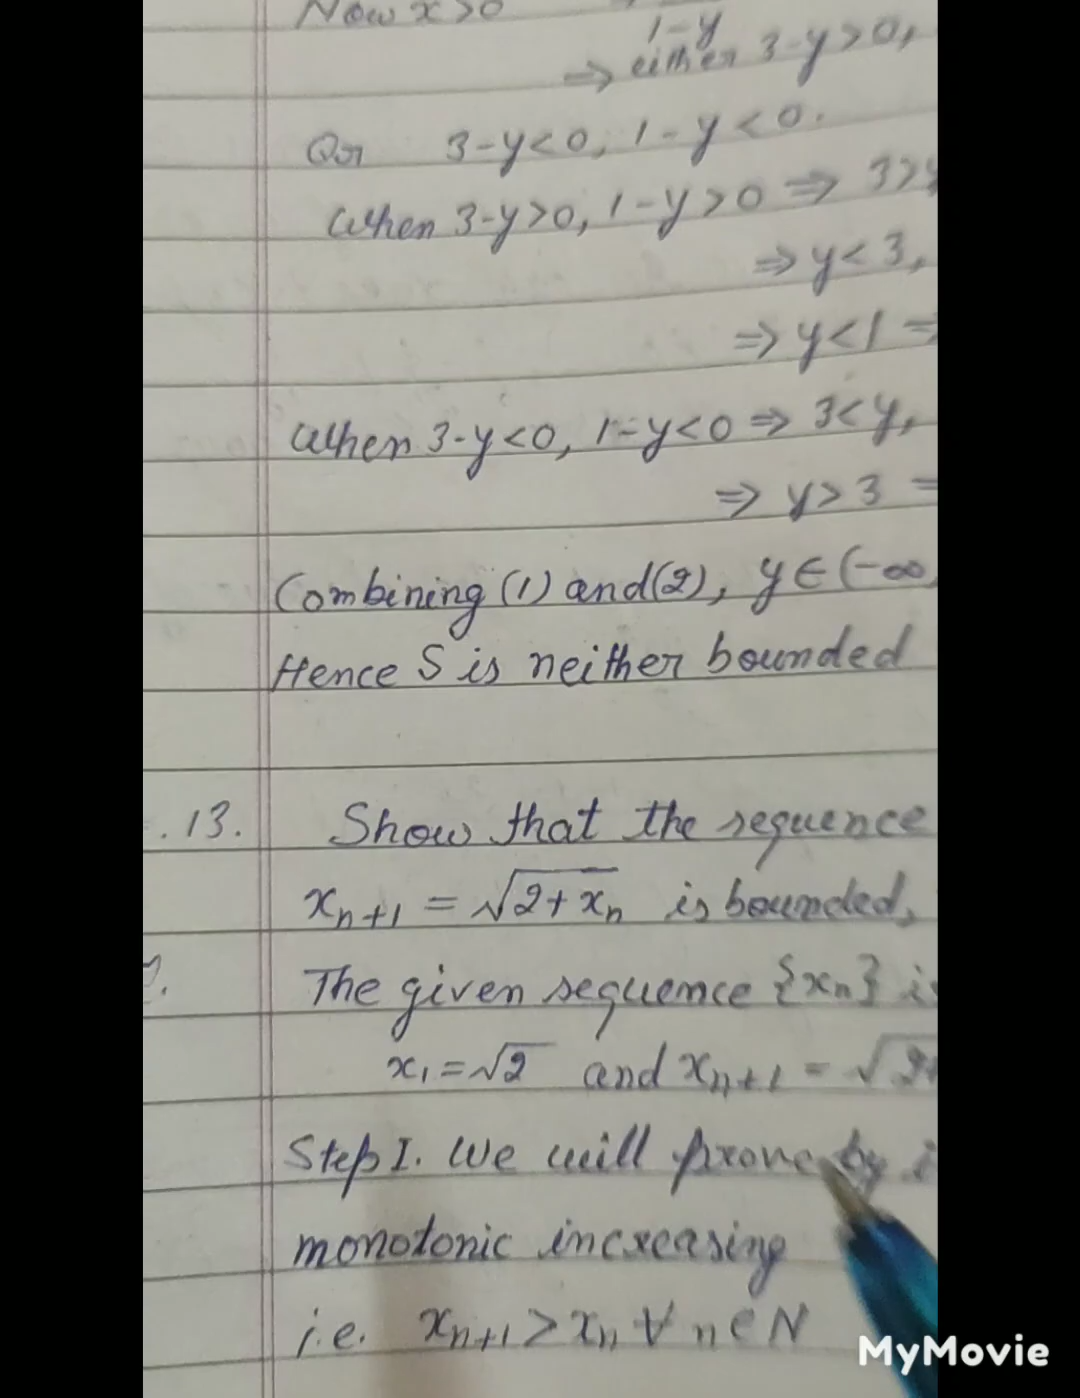 Now x>0
1-y
⇒ either 3-y>0,
Or 3-y<0, 1-y<0.
When 3-y>0, 1-y>0 ⇒ 3>y
⇒ y<3,
⇒ y<1 =
When 3-y<0, 1-y<0 ⇒ 3<y,
⇒ y>3 =
Combining (1) and (2), y∈(-∞
Hence S is neither bounded
.13. Show that the sequence
xₙ₊₁ = √2+xₙ is bounded,
The given sequence {xₙ} is
x₁ = √2 and xₙ₊₁ = √2+
Step I. We will prove by i
monotonic increasing
i.e. xₙ₊₁ > xₙ ∀ n∈N
MyMovie